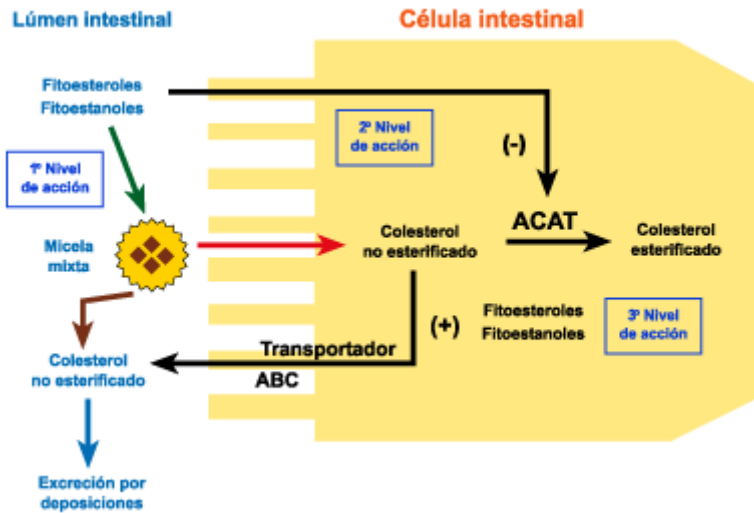 Lúmen intestinal
Célula intestinal
Fitoesteroles
Fitoestanoles
2º Nivel
de acción
(-)
1º Nivel
de acción
ACAT
Micela
mixta
Colesterol
no esterificado
Colesterol
esterificado
(+)
Fitoesteroles
Fitoestanoles
3º Nivel
de acción
Transportador
ABC
Colesterol
no esterificado
Excreción por
deposiciones